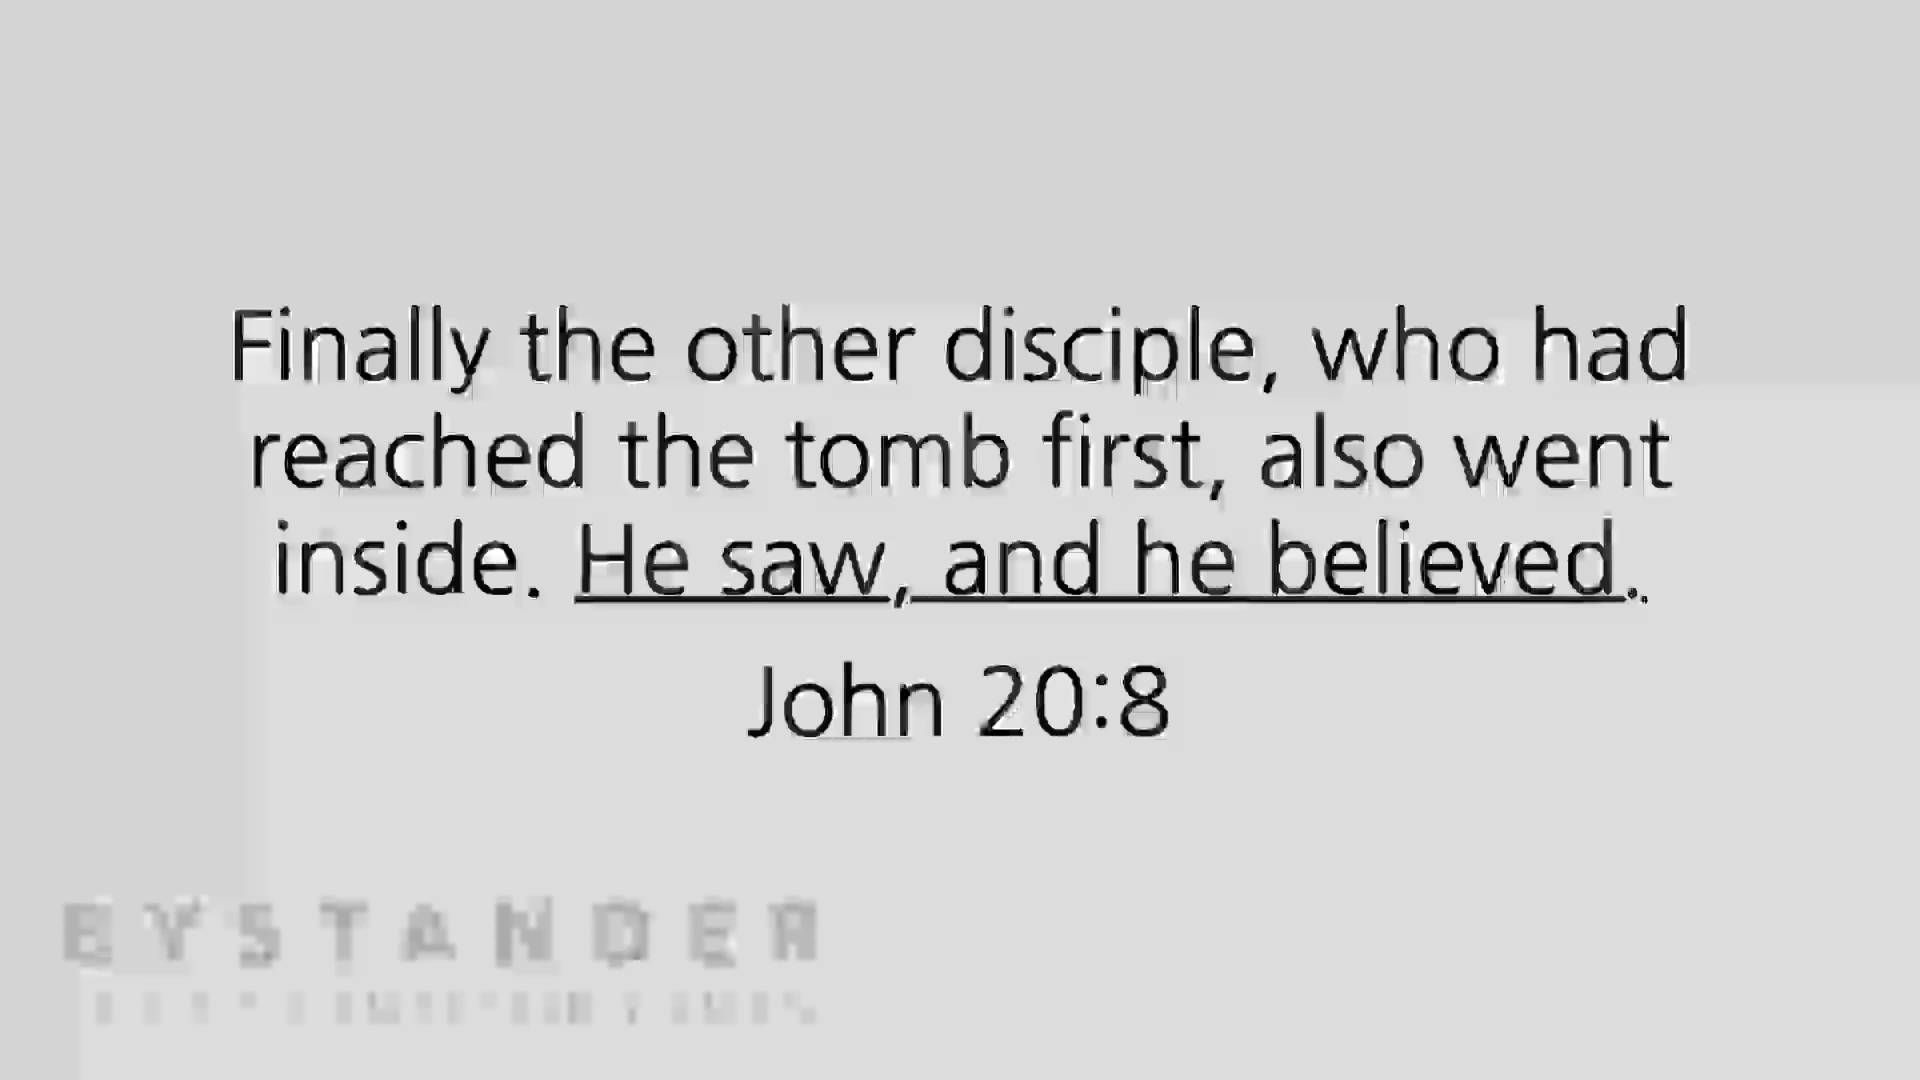 Finally the other disciple, who had
reached the tomb first, also went
inside. He saw, and he believed..
John 20:8
BYSTANDER